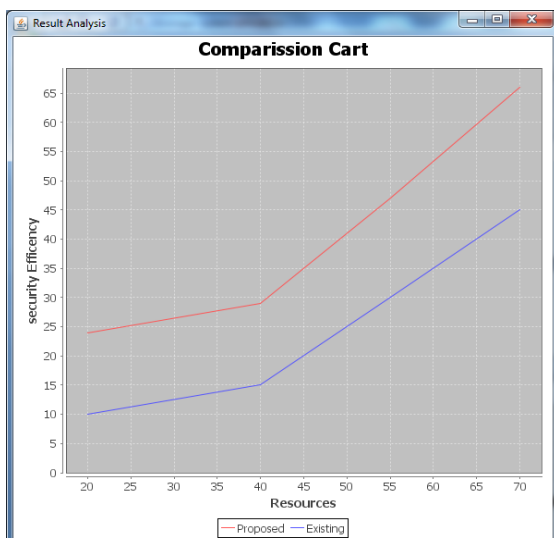 Result Analysis
Comparission Cart
security Efficency
65
60
55
50
45
40
35
30
25
20
15
10
5
0
20 25 30 35 40 45 50 55 60 65 70
Resources
Proposed Existing